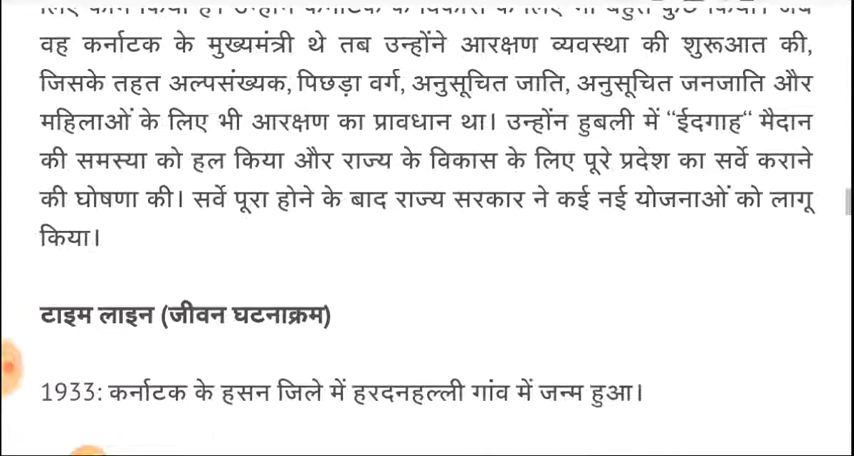 वह कर्नाटक के मुख्यमंत्री थे तब उन्होंने आरक्षण व्यवस्था की शुरूआत की,
जिसके तहत अल्पसंख्यक, पिछड़ा वर्ग, अनुसूचित जाति, अनुसूचित जनजाति और
महिलाओं के लिए भी आरक्षण का प्रावधान था। उन्होंन हुबली में “ईदगाह“ मैदान
की समस्या को हल किया और राज्य के विकास के लिए पूरे प्रदेश का सर्वे कराने
की घोषणा की। सर्वे पूरा होने के बाद राज्य सरकार ने कई नई योजनाओं को लागू
किया।
टाइम लाइन (जीवन घटनाक्रम)
1933: कर्नाटक के हसन जिले में हरदनहल्ली गांव में जन्म हुआ।